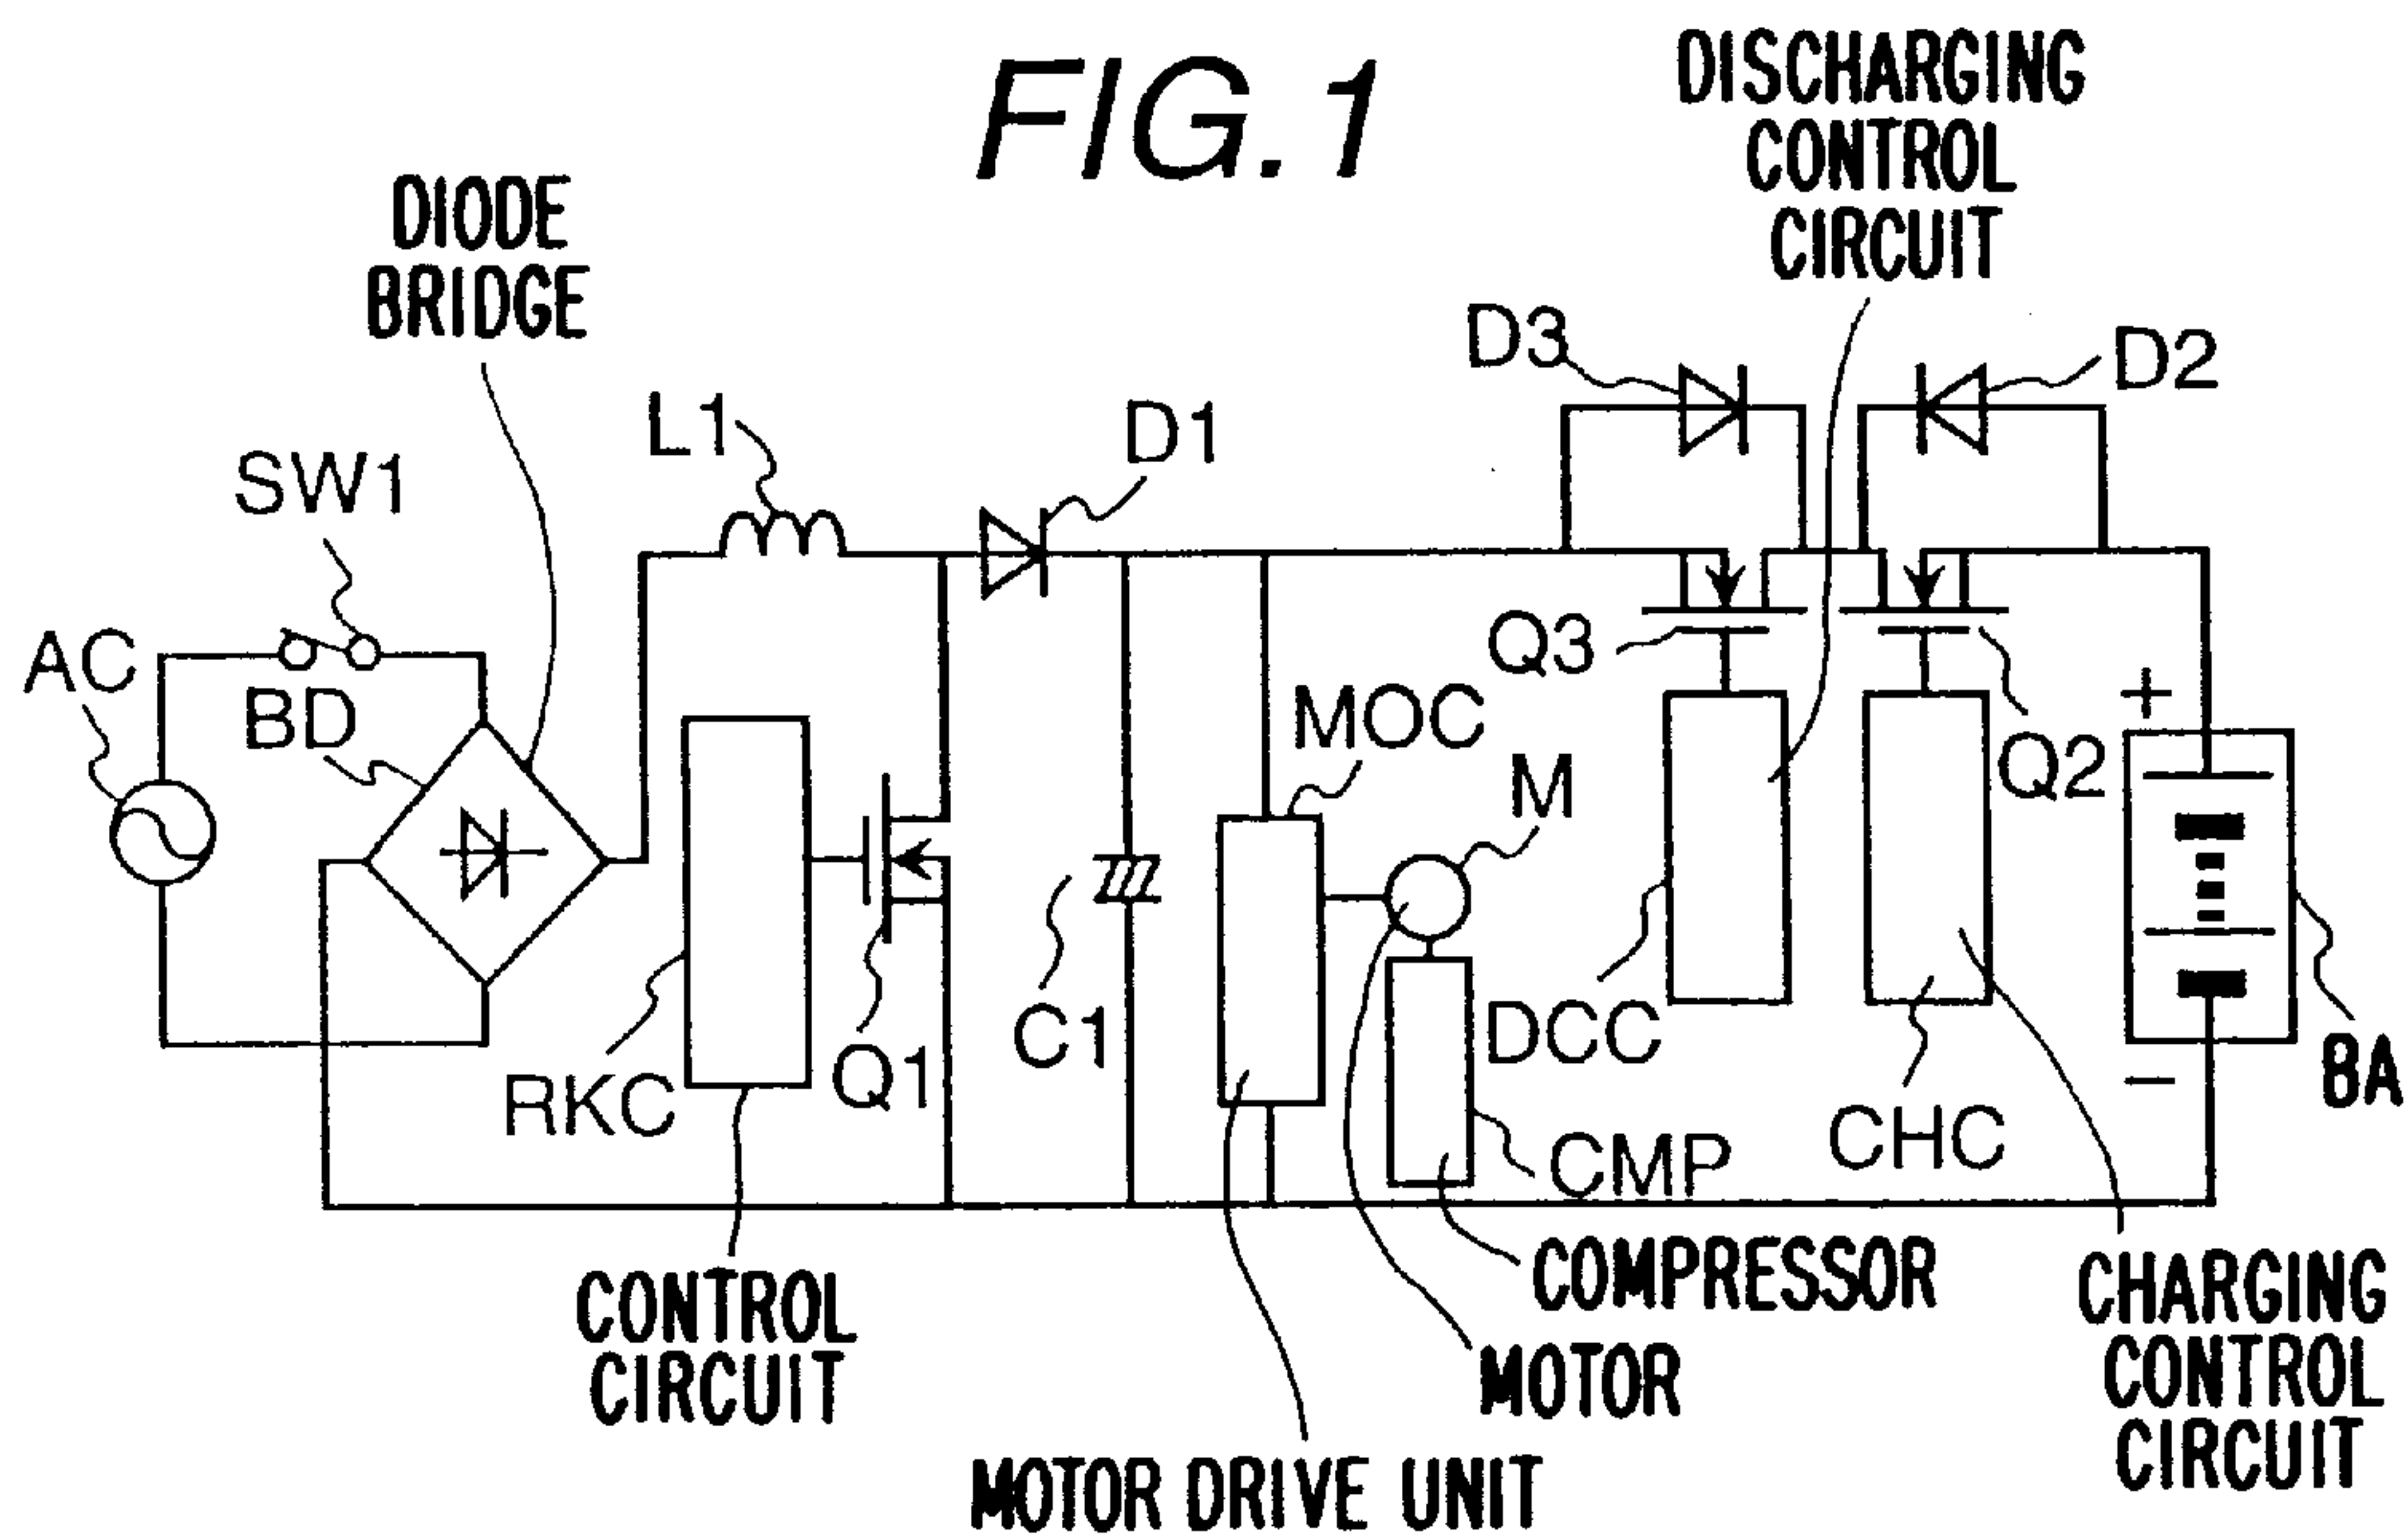 FIG.1
DISCHARGING
CONTROL
CIRCUIT
DIODE
BRIDGE
D3
D2
L1
D1
SW1
AC
BD
Q3
MOC
M
Q2
+
DCC
C1
Q1
RKC
CHC
CMP
BA
−
CONTROL
CIRCUIT
COMPRESSOR
MOTOR
MOTOR DRIVE UNIT
CHARGING
CONTROL
CIRCUIT